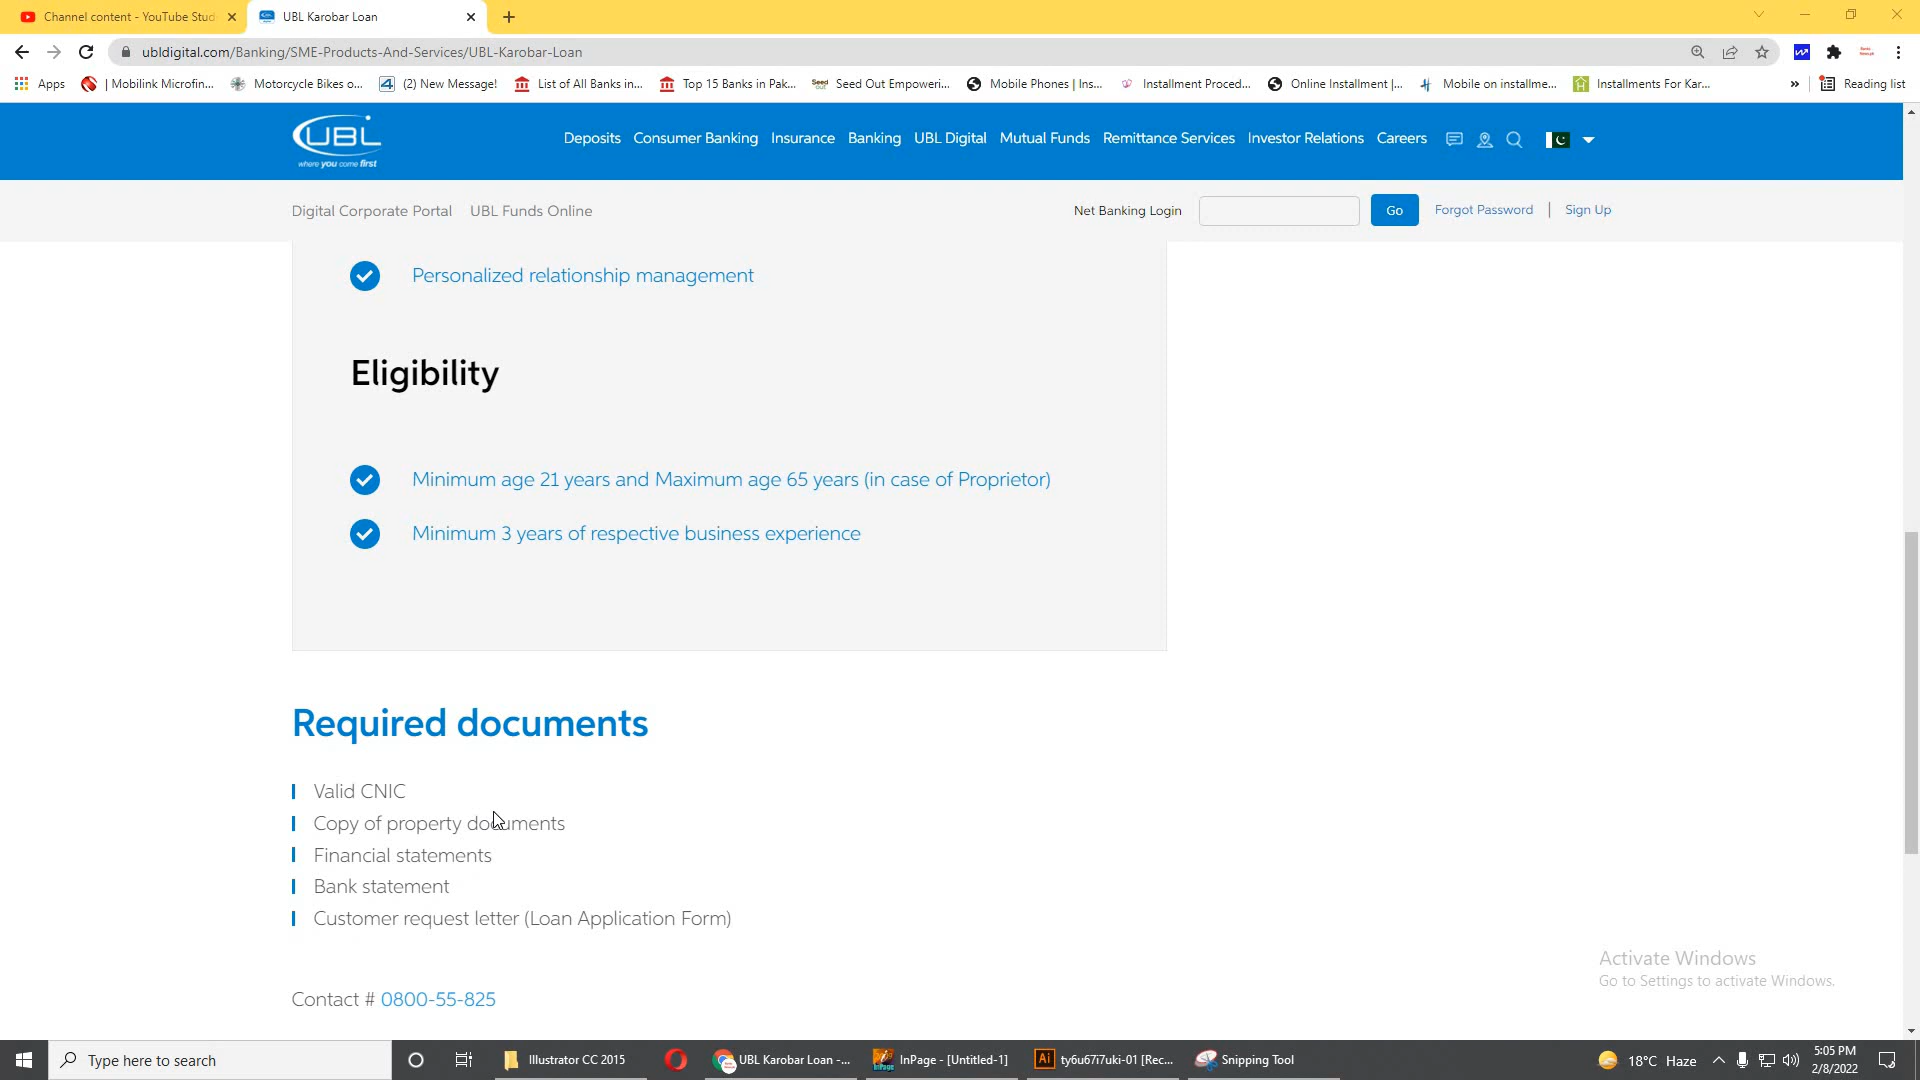 Channel content - YouTube Stud
UBL Karobar Loan
ubldigital.com/Banking/SME-Products-And-Services/UBL-Karobar-Loan
Apps
| Mobilink Microfin...
Motorcycle Bikes o...
(2) New Message!
List of All Banks in...
Top 15 Banks in Pak...
Seed Out Empoweri...
Mobile Phones | Ins...
Installment Proced...
Online Installment |...
Mobile on installme...
Installments For Kar...
»
Reading list
UBL
where you come first
Deposits Consumer Banking Insurance Banking UBL Digital Mutual Funds Remittance Services Investor Relations Careers
Digital Corporate Portal UBL Funds Online
Net Banking Login Go Forgot Password | Sign Up
Personalized relationship management
Eligibility
Minimum age 21 years and Maximum age 65 years (in case of Proprietor)
Minimum 3 years of respective business experience
Required documents
Valid CNIC
Copy of property documents
Financial statements
Bank statement
Customer request letter (Loan Application Form)
Contact # 0800-55-825
Activate Windows
Go to Settings to activate Windows.
Type here to search
Illustrator CC 2015
UBL Karobar Loan -...
InPage - [Untitled-1]
Ai
ty6u67i7uki-01 [Rec...
Snipping Tool
18°C Haze
5:05 PM
2/8/2022